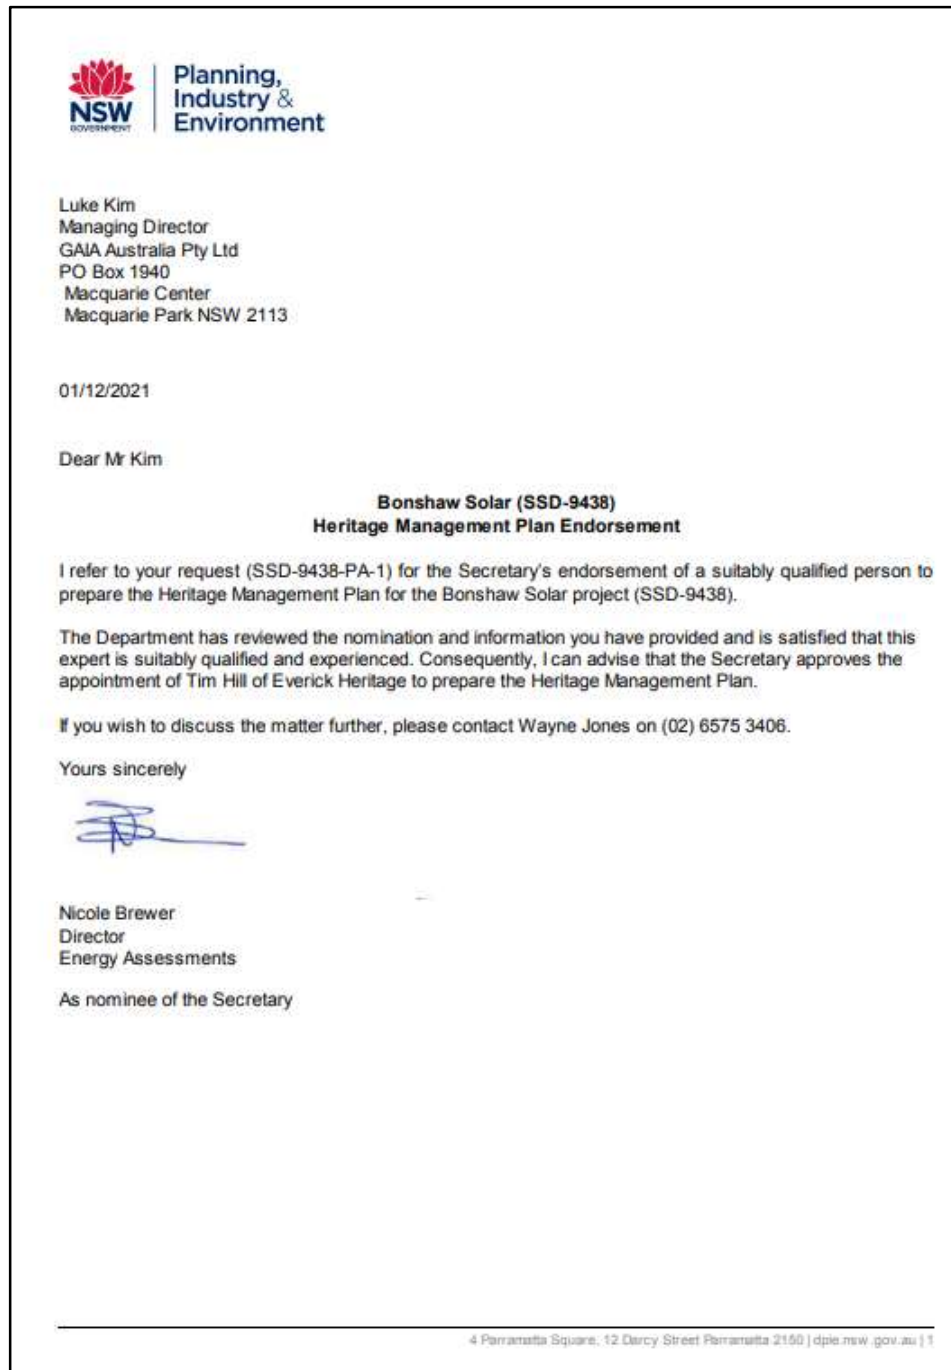 NSW
GOVERNMENT
Planning,
Industry &
Environment
Luke Kim
Managing Director
GAIA Australia Pty Ltd
PO Box 1940
Macquarie Center
Macquarie Park NSW 2113
01/12/2021
Dear Mr Kim
Bonshaw Solar (SSD-9438)
Heritage Management Plan Endorsement
I refer to your request (SSD-9438-PA-1) for the Secretary's endorsement of a suitably qualified person to
prepare the Heritage Management Plan for the Bonshaw Solar project (SSD-9438).
The Department has reviewed the nomination and information you have provided and is satisfied that this
expert is suitably qualified and experienced. Consequently, I can advise that the Secretary approves the
appointment of Tim Hill of Everick Heritage to prepare the Heritage Management Plan.
If you wish to discuss the matter further, please contact Wayne Jones on (02) 6575 3406.
Yours sincerely
Nicole Brewer
Director
Energy Assessments
As nominee of the Secretary
4 Parramatta Square, 12 Darcy Street Parramatta 2150 | dpie.nsw.gov.au | 1